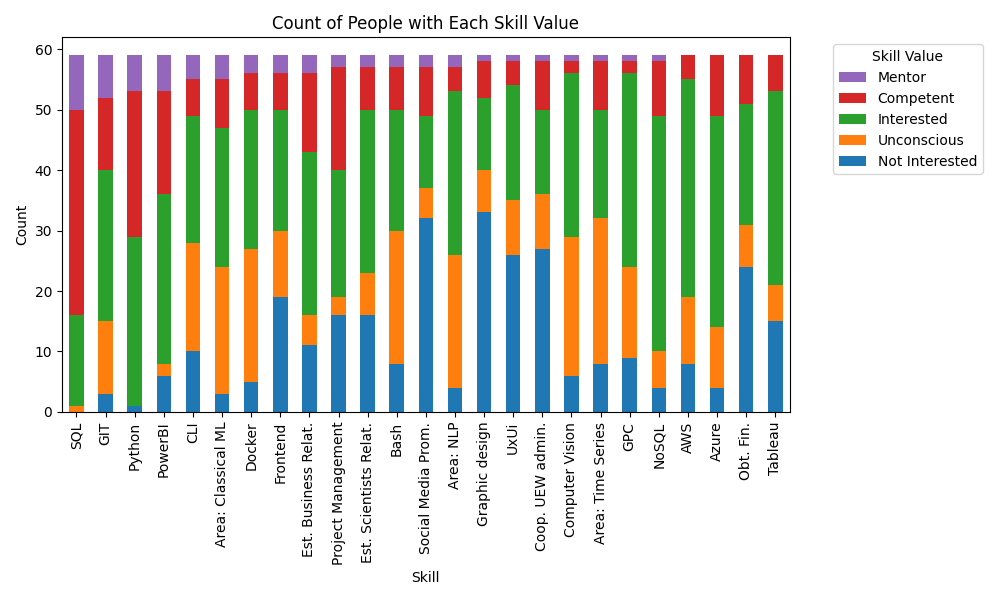 Count of People with Each Skill Value
Count
60
50
40
30
20
10
0
SQL
GIT
Python
PowerBI
CLI
Area: Classical ML
Docker
Frontend
Est. Business Relat.
Project Management
Est. Scientists Relat.
Bash
Social Media Prom.
Area: NLP
Graphic design
UxUi
Coop. UEW admin.
Computer Vision
Area: Time Series
GPC
NoSQL
AWS
Azure
Obt. Fin.
Tableau
Skill
Skill Value
Mentor
Competent
Interested
Unconscious
Not Interested